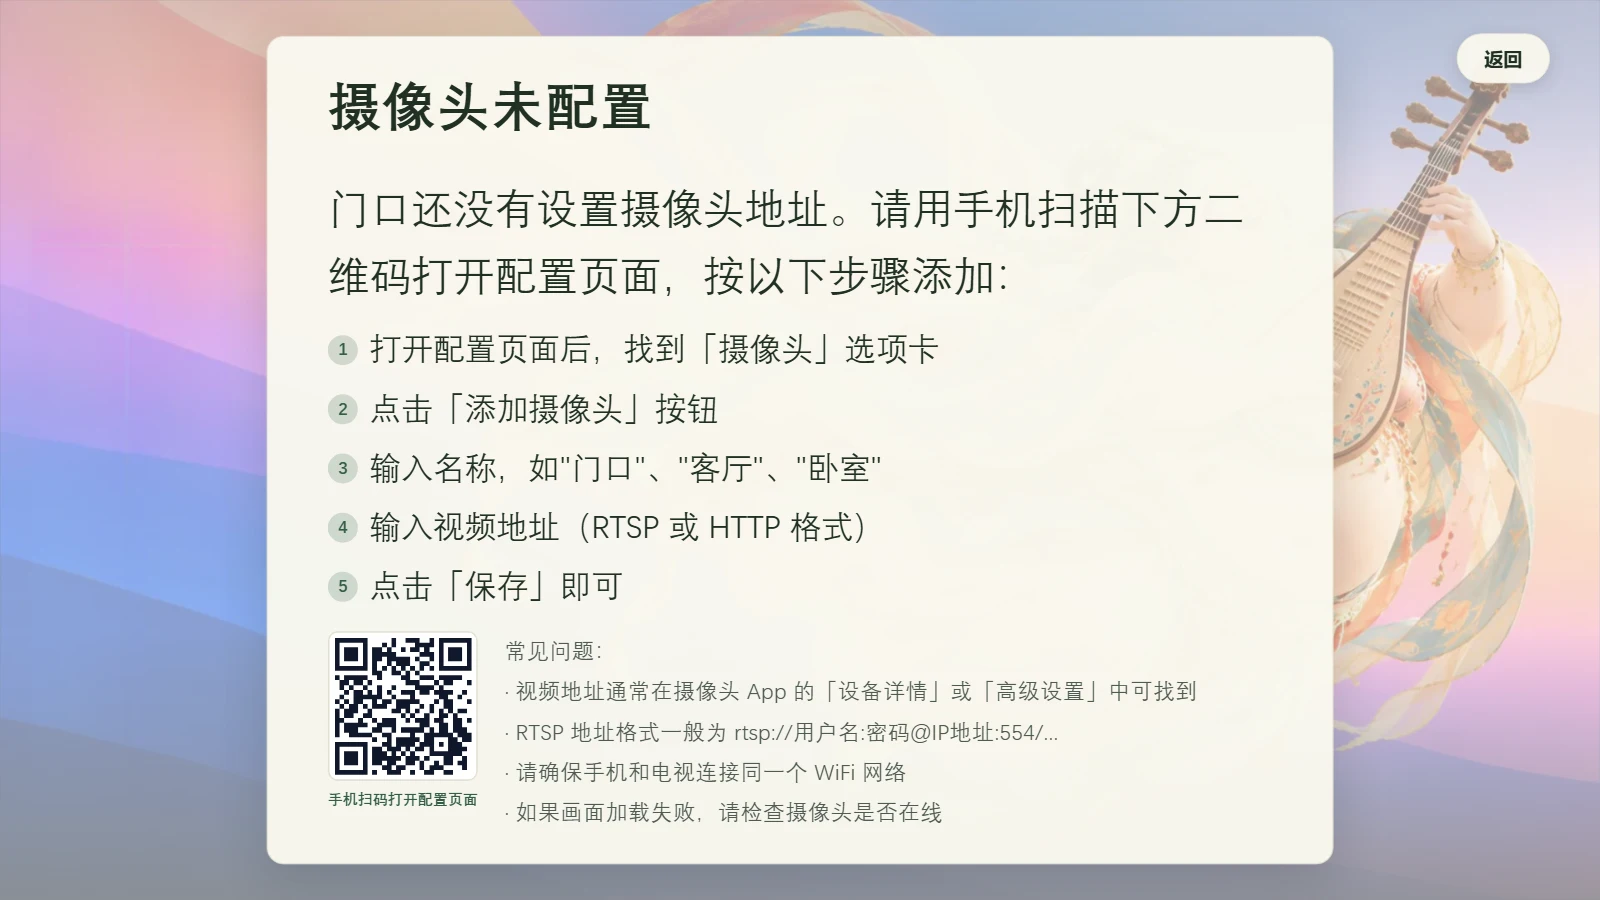 返回
摄像头未配置
门口还没有设置摄像头地址。请用手机扫描下方二
维码打开配置页面，按以下步骤添加：
1 打开配置页面后，找到「摄像头」选项卡
2 点击「添加摄像头」按钮
3 输入名称，如"门口"、"客厅"、"卧室"
4 输入视频地址（RTSP 或 HTTP 格式）
5 点击「保存」即可
手机扫码打开配置页面
常见问题：
· 视频地址通常在摄像头 App 的「设备详情」或「高级设置」中可找到
· RTSP 地址格式一般为 rtsp://用户名:密码@IP地址:554/...
· 请确保手机和电视连接同一个 WiFi 网络
· 如果画面加载失败，请检查摄像头是否在线